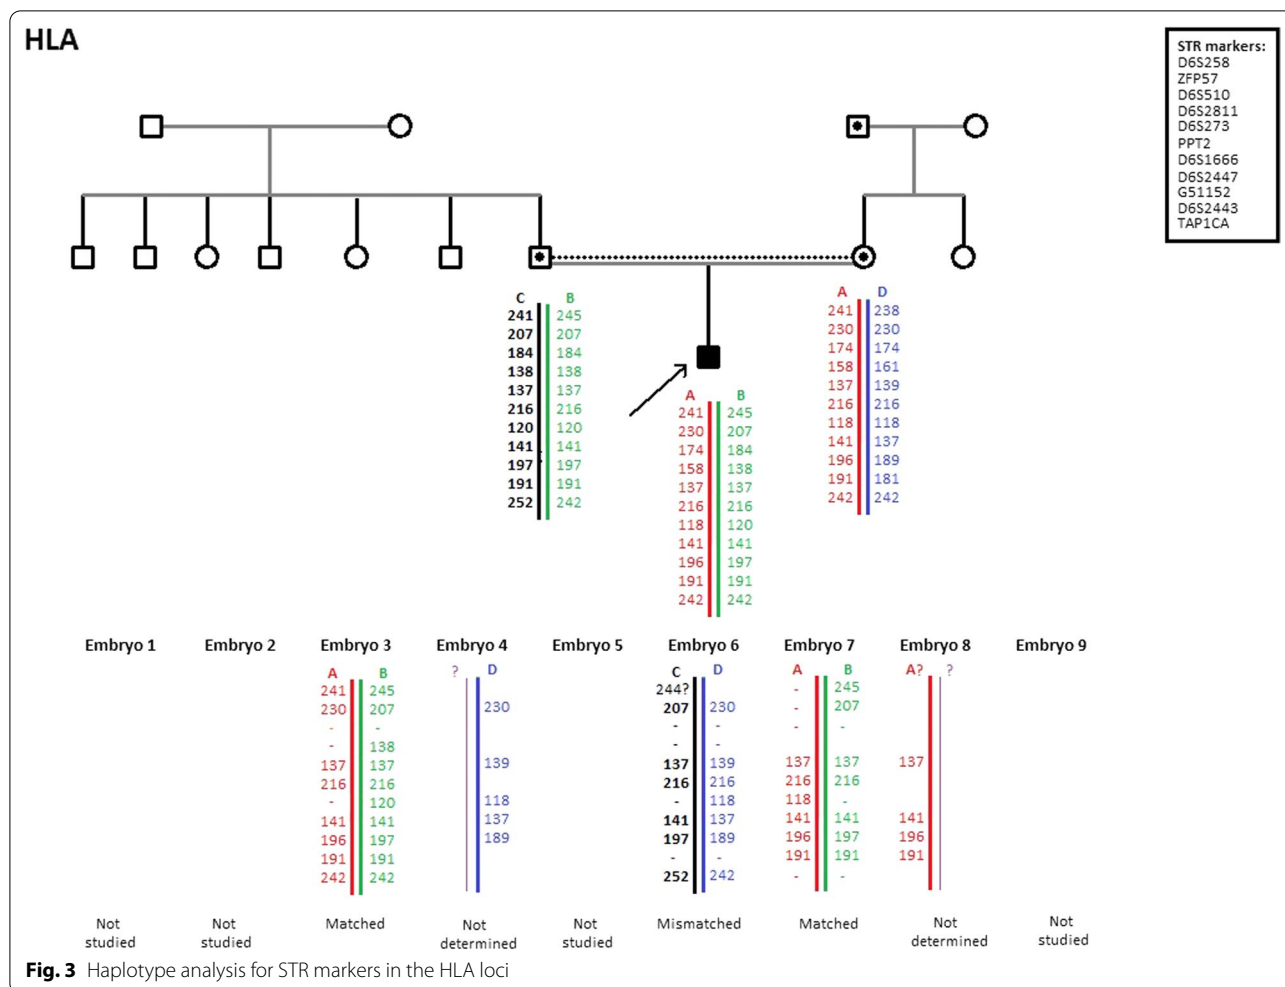 HLA
STR markers:
D6S258
ZFP57
D6S510
D6S2811
D6S273
PPT2
D6S1666
D6S2447
G51152
D6S2443
TAP1CA
C B
241 245
207 207
184 184
138 138
137 137
216 216
120 120
141 141
197 197
191 191
252 242
A D
241 238
230 230
174 174
158 161
137 139
216 216
118 118
141 137
196 189
191 181
242 242
A B
241 245
230 207
174 184
158 138
137 137
216 216
118 120
141 141
196 197
191 191
242 242
Embryo 1 Embryo 2 Embryo 3 Embryo 4 Embryo 5 Embryo 6 Embryo 7 Embryo 8 Embryo 9
A B
241 245
230 207
- -
- 138
137 137
216 216
- 120
141 141
196 197
191 191
242 242
? D
230
139
118
137
189
C D
244?
207 230
- -
- -
137 139
216 216
- 118
141 137
197 189
- -
252 242
A B
- 245
- 207
- -
137 137
216 216
118 -
141 141
196 197
191 191
- -
A? ?
137
141
196
191
Not
studied
Not
studied
Matched
Not
determined
Not
studied
Mismatched
Matched
Not
determined
Not
studied
Fig. 3 Haplotype analysis for STR markers in the HLA loci